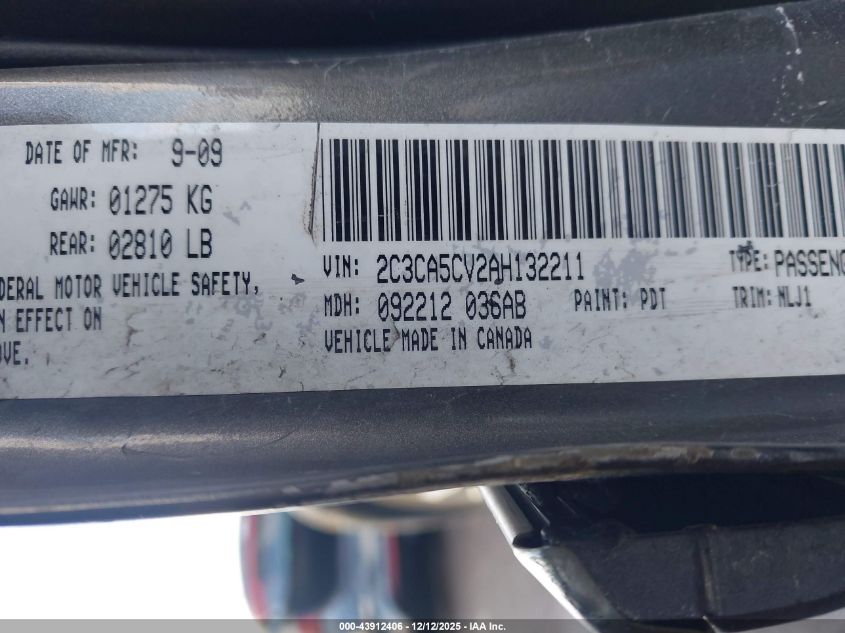 DATE OF MFR: 9-09
GAWR: 01275 KG
REAR: 02810 LB
DERAL MOTOR VEHICLE SAFETY,
N EFFECT ON
OVE.
VIN: 2C3CA5CV2AH132211
TYPE: PASSENG
MDH: 092212 036AB
PAINT: PDT
TRIM: NLJ1
VEHICLE MADE IN CANADA
000-43912406 - 12/12/2025 - IAA Inc.